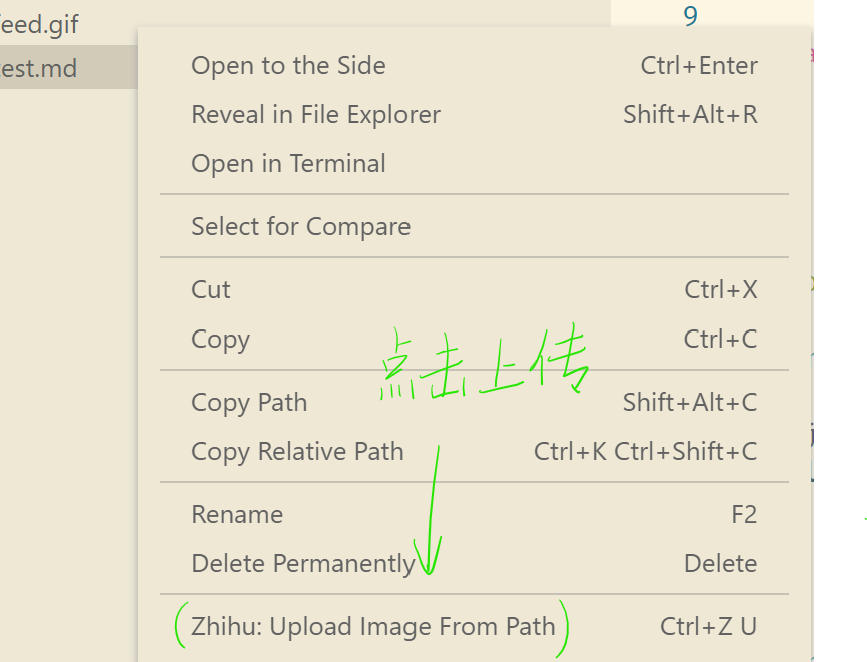 eed.gif
9
est.md
Open to the Side Ctrl+Enter
Reveal in File Explorer Shift+Alt+R
Open in Terminal
Select for Compare
Cut Ctrl+X
Copy Ctrl+C
点击上传
Copy Path Shift+Alt+C
Copy Relative Path Ctrl+K Ctrl+Shift+C
Rename F2
Delete Permanently Delete
(Zhihu: Upload Image From Path) Ctrl+Z U